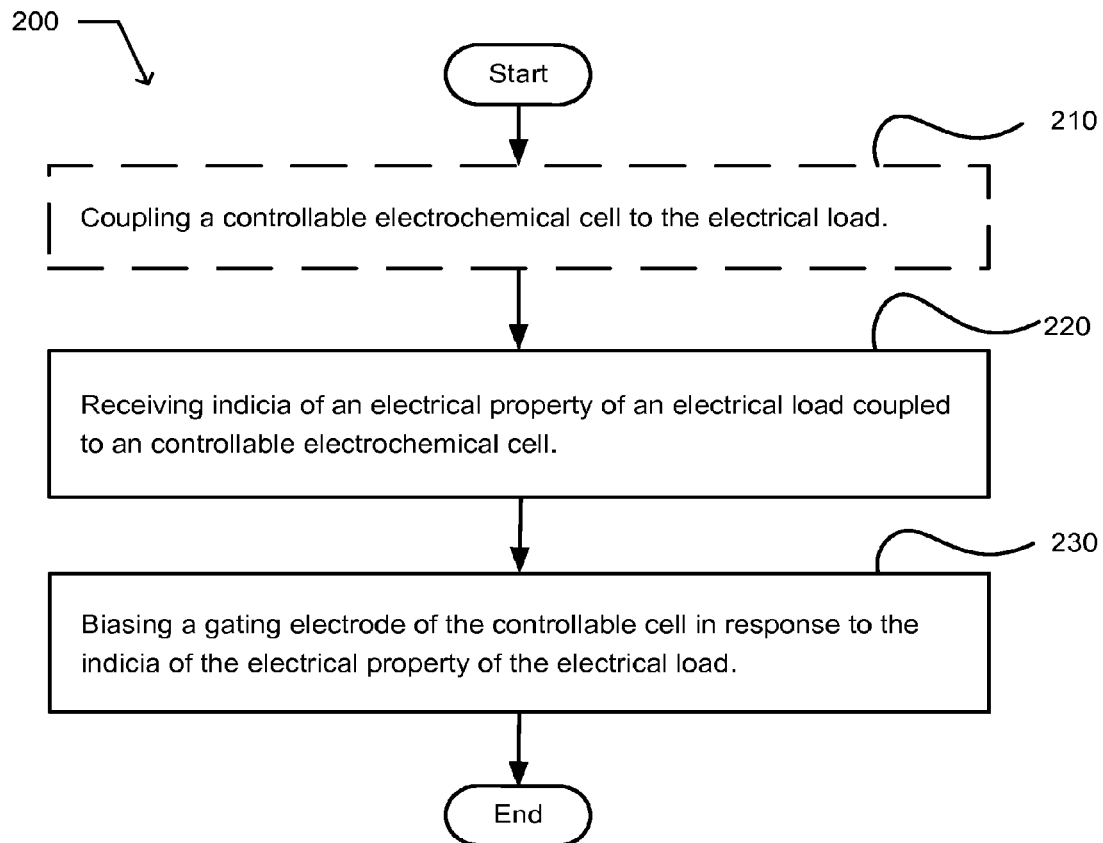 200
Start
210
Coupling a controllable electrochemical cell to the electrical load.
220
Receiving indicia of an electrical property of an electrical load coupled
to an controllable electrochemical cell.
230
Biasing a gating electrode of the controllable cell in response to the
indicia of the electrical property of the electrical load.
End